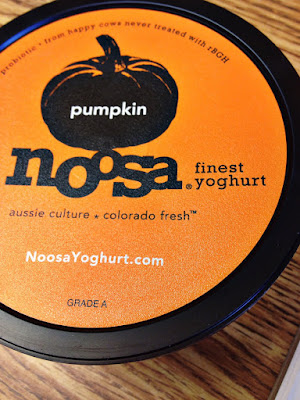 probiotic • from happy cows never treated with rBGH
pumpkin
noosa® finest
yoghurt
aussie culture • colorado fresh™
NoosaYoghurt.com
GRADE A